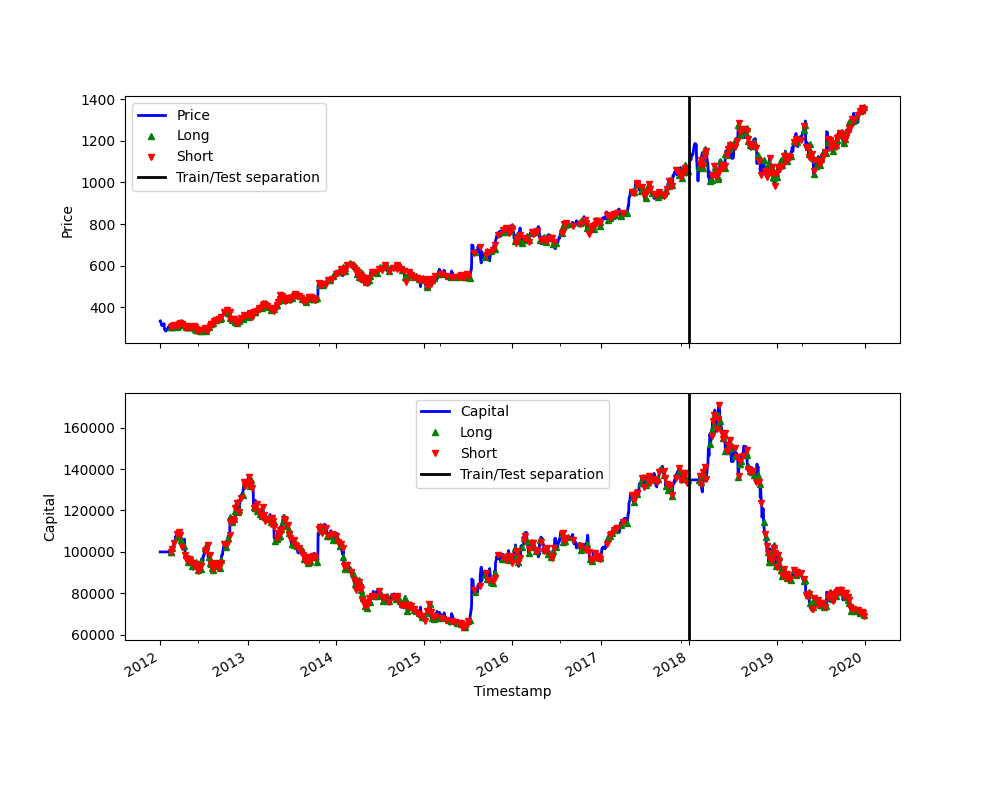 1400
1200
1000
800
600
400
Price
Price
Long
Short
Train/Test separation
160000
140000
120000
100000
80000
60000
Capital
Capital
Long
Short
Train/Test separation
2012
2013
2014
2015
2016
2017
2018
2019
2020
Timestamp